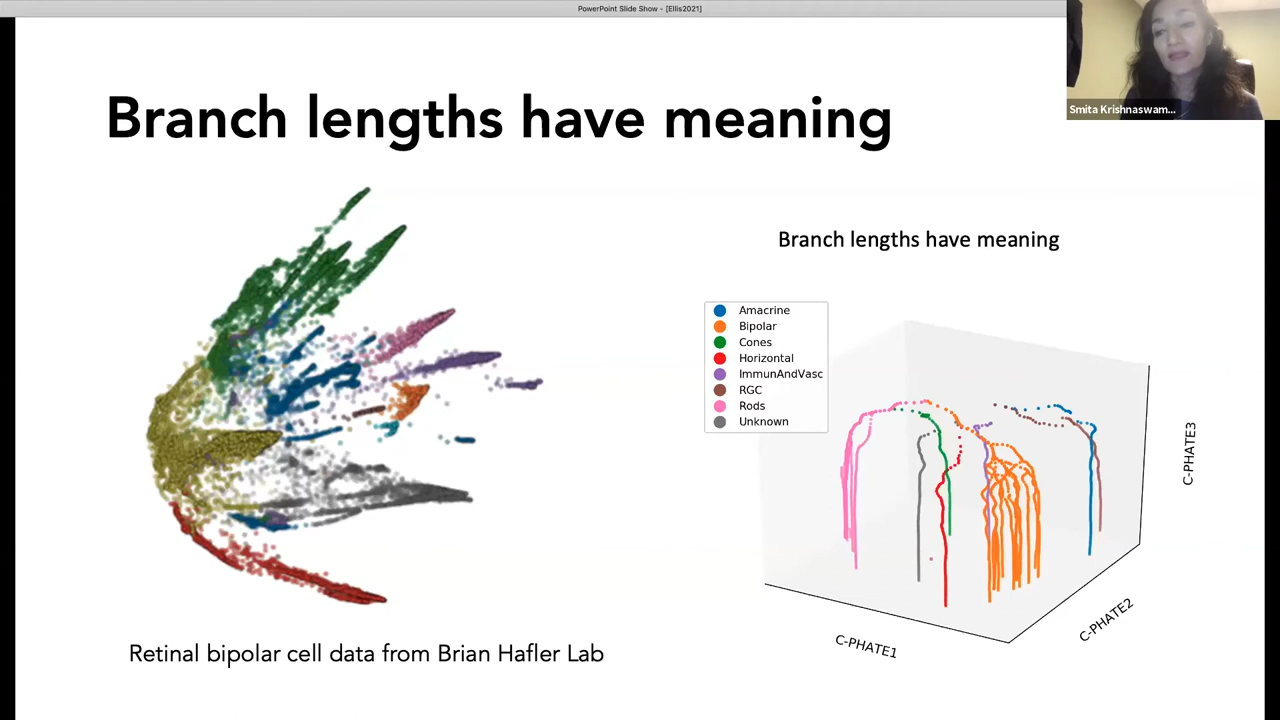 PowerPoint Slide Show - [Ellis2021]
Smita Krishnaswam...
Branch lengths have meaning
Branch lengths have meaning
Amacrine
Bipolar
Cones
Horizontal
ImmunAndVasc
RGC
Rods
Unknown
C-PHATE3
C-PHATE2
C-PHATE1
Retinal bipolar cell data from Brian Hafler Lab